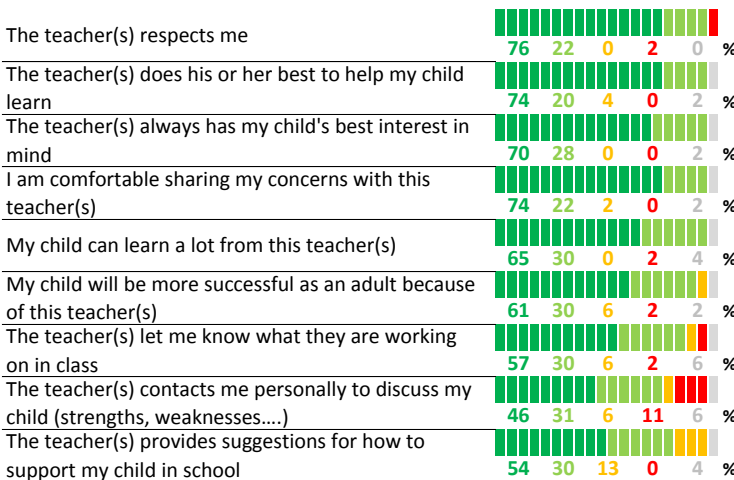 The teacher(s) respects me
76 22 0 2 0 %
The teacher(s) does his or her best to help my child
learn
74 20 4 0 2 %
The teacher(s) always has my child's best interest in
mind
70 28 0 0 2 %
I am comfortable sharing my concerns with this
teacher(s)
74 22 2 0 2 %
My child can learn a lot from this teacher(s)
65 30 0 2 4 %
My child will be more successful as an adult because
of this teacher(s)
61 30 6 2 2 %
The teacher(s) let me know what they are working
on in class
57 30 6 2 6 %
The teacher(s) contacts me personally to discuss my
child (strengths, weaknesses....)
46 31 6 11 6 %
The teacher(s) provides suggestions for how to
support my child in school
54 30 13 0 4 %